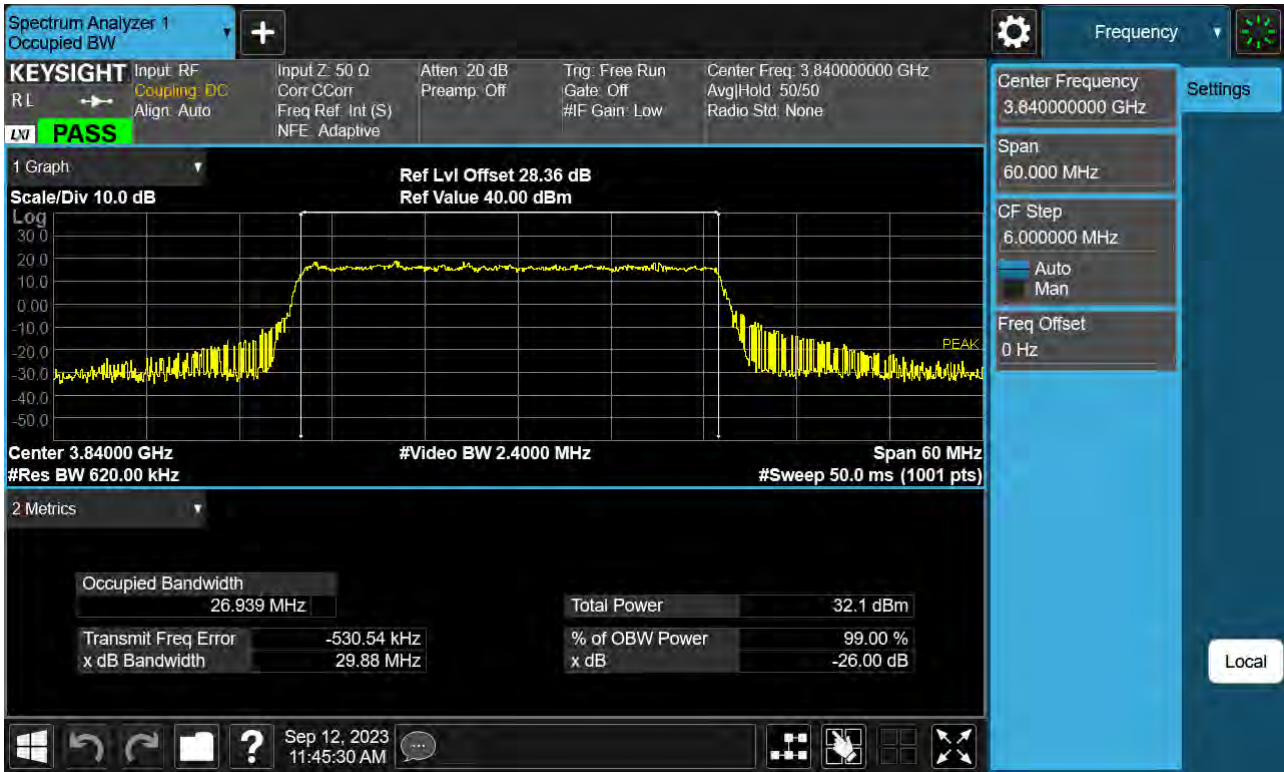 Spectrum Analyzer 1
Occupied BW
+
Frequency
KEYSIGHT
RL
LXI
PASS
Input: RF
Coupling: DC
Align: Auto
Input Z: 50 Ω
Corr CCorr
Freq Ref: Int (S)
NFE: Adaptive
Atten: 20 dB
Preamp: Off
Trig: Free Run
Gate: Off
#IF Gain: Low
Center Freq: 3.840000000 GHz
Avg|Hold: 50/50
Radio Std: None
Center Frequency
3.840000000 GHz
Settings
Span
60.000 MHz
CF Step
6.000000 MHz
Auto
Man
Freq Offset
0 Hz
Local
1 Graph
Scale/Div 10.0 dB
Ref Lvl Offset 28.36 dB
Ref Value 40.00 dBm
Log
30.0
20.0
10.0
0.00
-10.0
-20.0
-30.0
-40.0
-50.0
PEAK
Center 3.84000 GHz
#Video BW 2.4000 MHz
Span 60 MHz
#Res BW 620.00 kHz
#Sweep 50.0 ms (1001 pts)
2 Metrics
Occupied Bandwidth
26.939 MHz
Total Power 32.1 dBm
Transmit Freq Error -530.54 kHz
% of OBW Power 99.00 %
x dB Bandwidth 29.88 MHz
x dB -26.00 dB
?
Sep 12, 2023
11:45:30 AM